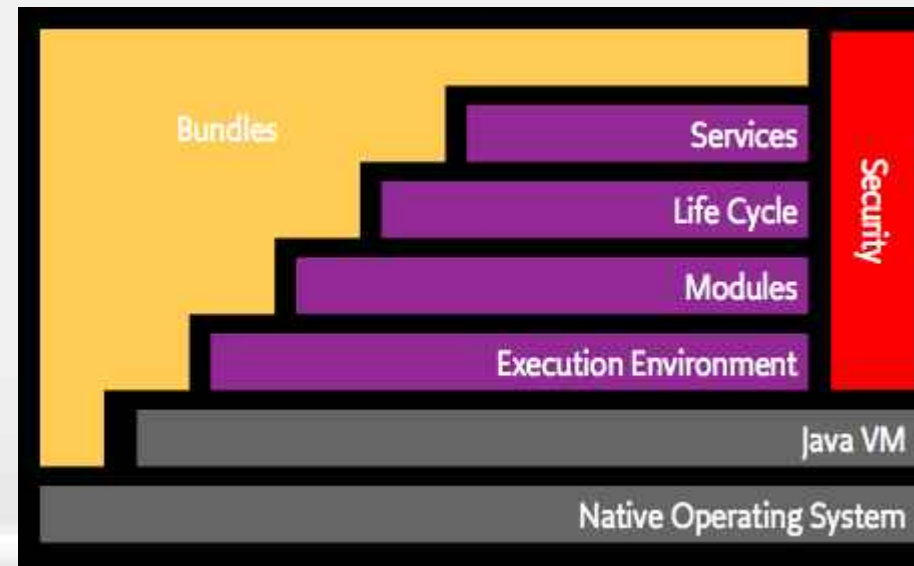 Bundles
Services
Life Cycle
Modules
Execution Environment
Security
Java VM
Native Operating System